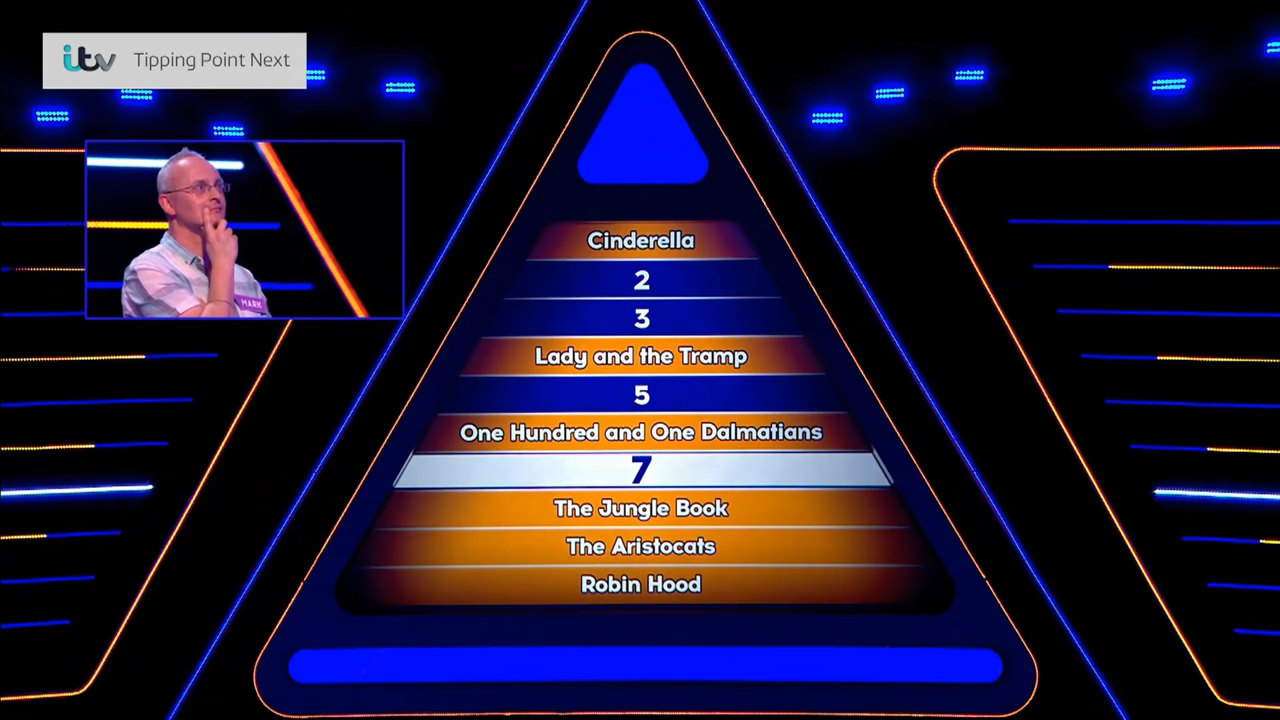 itv Tipping Point Next
MARK
Cinderella
2
3
Lady and the Tramp
5
One Hundred and One Dalmatians
7
The Jungle Book
The Aristocats
Robin Hood